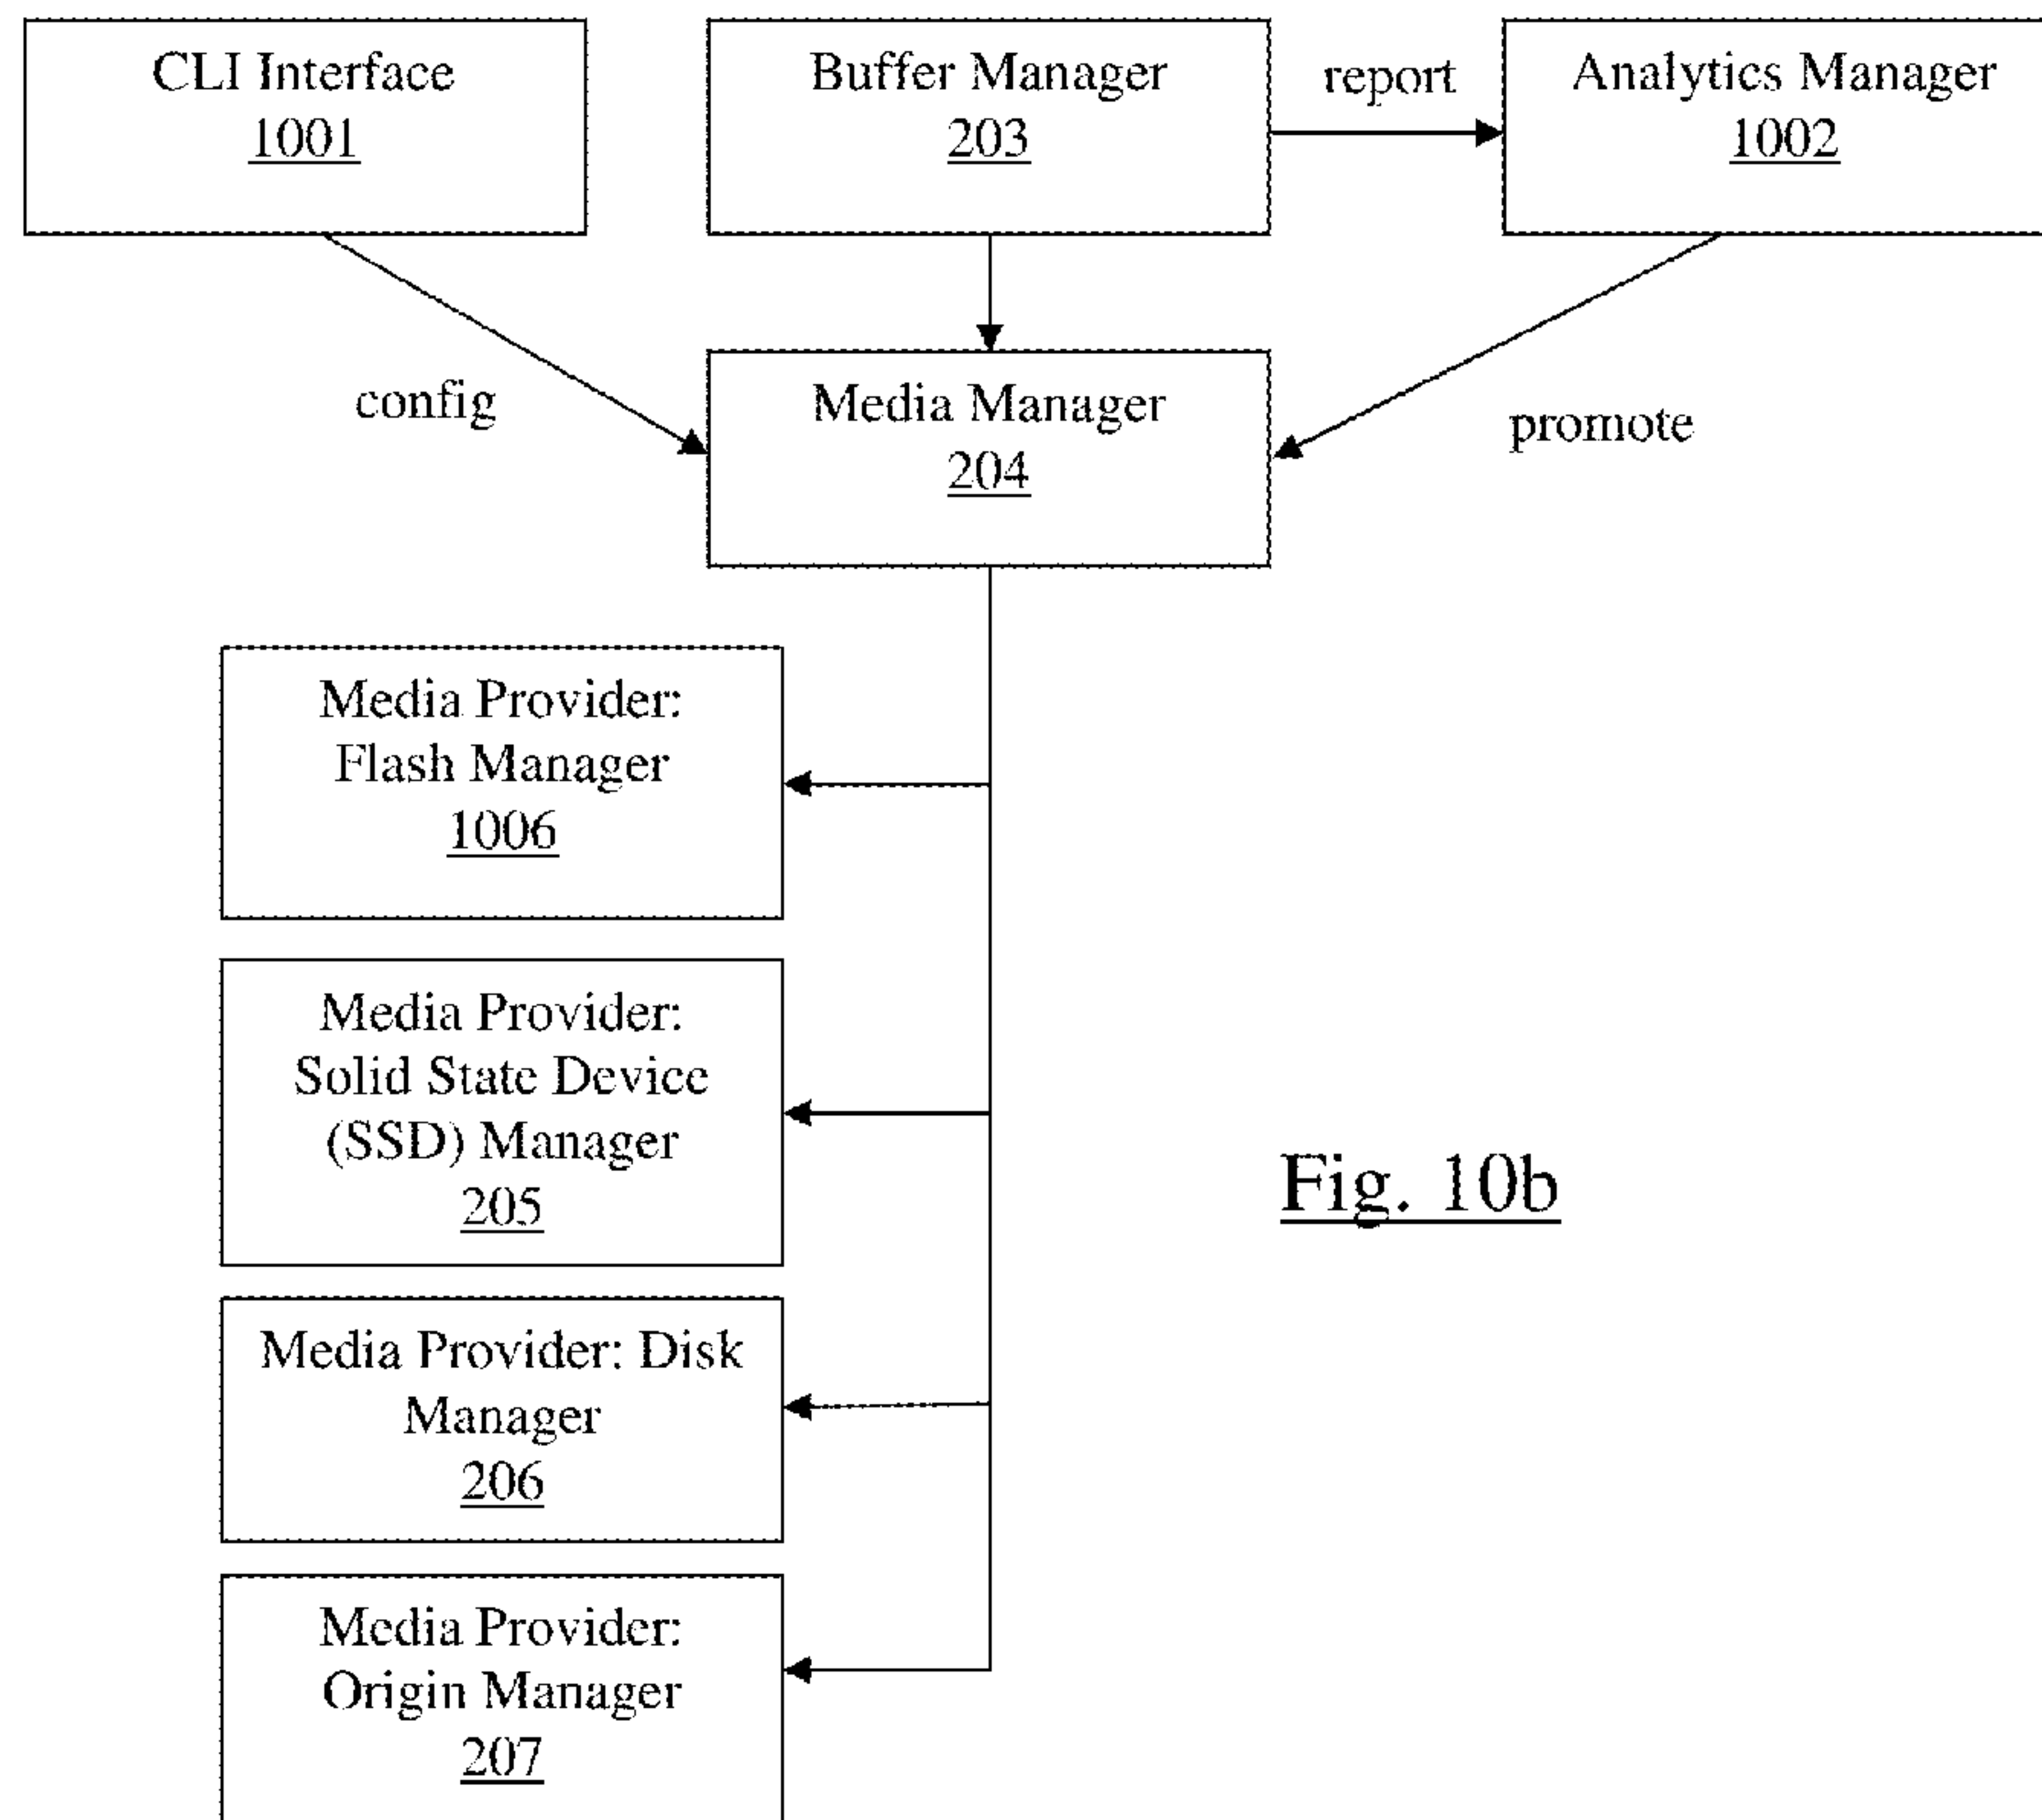 CLI Interface
1001
Buffer Manager
203
report
Analytics Manager
1002
config
Media Manager
204
promote
Media Provider:
Flash Manager
1006
Media Provider:
Solid State Device
(SSD) Manager
205
Media Provider: Disk
Manager
206
Media Provider:
Origin Manager
207
Fig. 10b